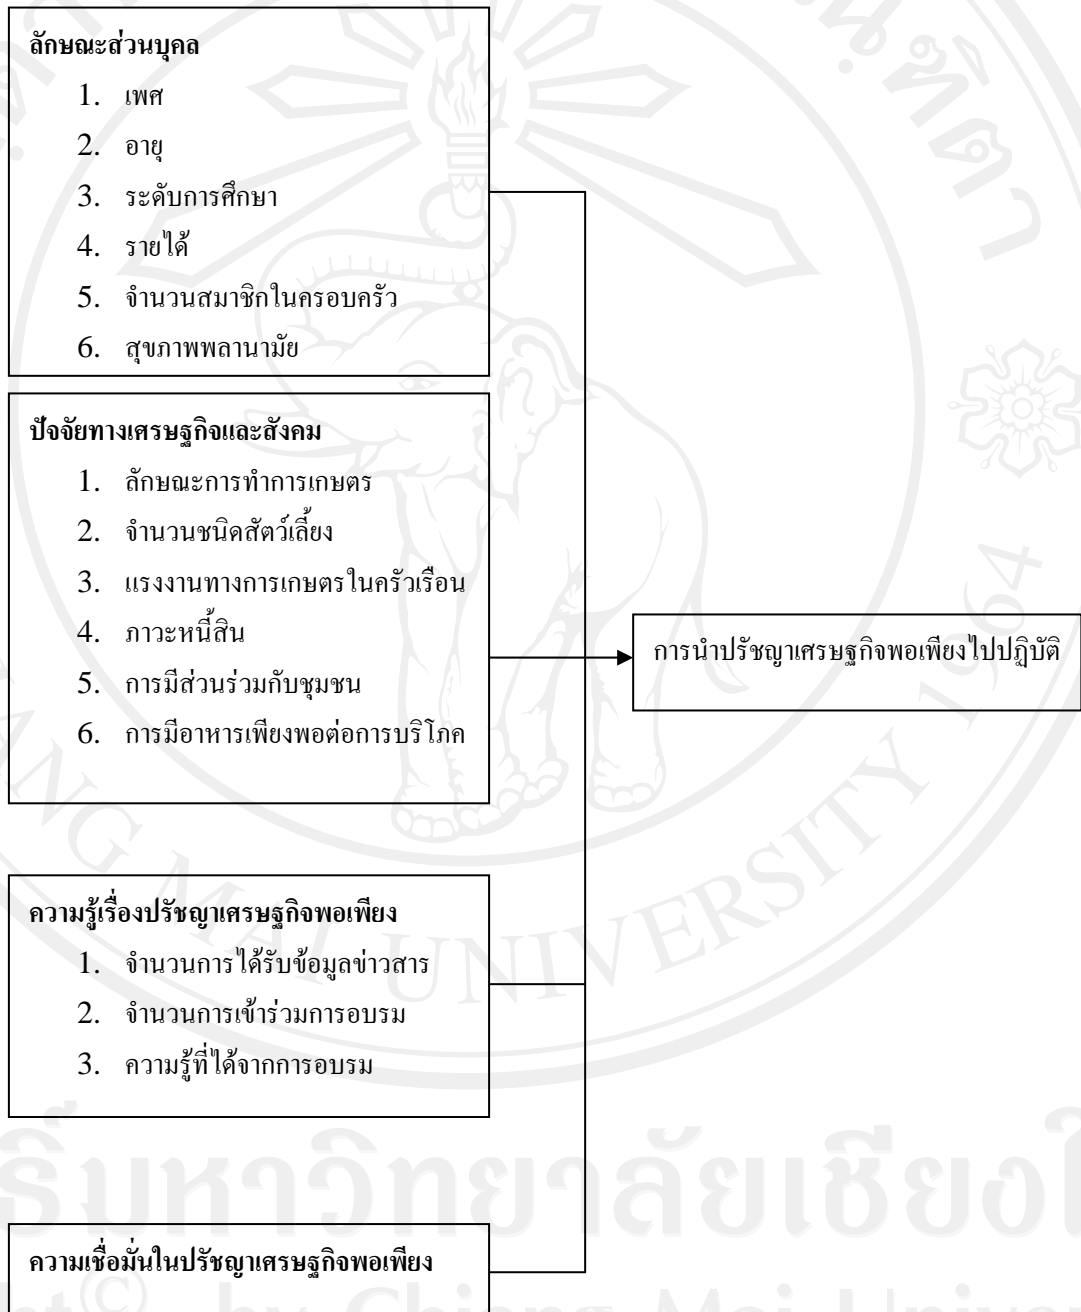 ลักษณะส่วนบุคล
1. เพศ
2. อายุ
3. ระดับการศึกษา
4. รายได้
5. จำนวนสมาชิกในครอบครัว
6. สุขภาพพลานามัย
ปัจจัยทางเศรษฐกิจและสังคม
1. ลักษณะการทำการเกษตร
2. จำนวนชนิดสัตว์เลี้ยง
3. แรงงานทางการเกษตรในครัวเรือน
4. ภาวะหนี้สิน
5. การมีส่วนร่วมกับชุมชน
6. การมีอาหารเพียงพอต่อการบริโภค
การนำปรัชญาเศรษฐกิจพอเพียงไปปฏิบัติ
ความรู้เรื่องปรัชญาเศรษฐกิจพอเพียง
1. จำนวนการได้รับข้อมูลข่าวสาร
2. จำนวนการเข้าร่วมการอบรม
3. ความรู้ที่ได้จากการอบรม
ความเชื่อมั่นในปรัชญาเศรษฐกิจพอเพียง
ANG MAI UNIVERSITY 1964
by Chiang Mai Univer